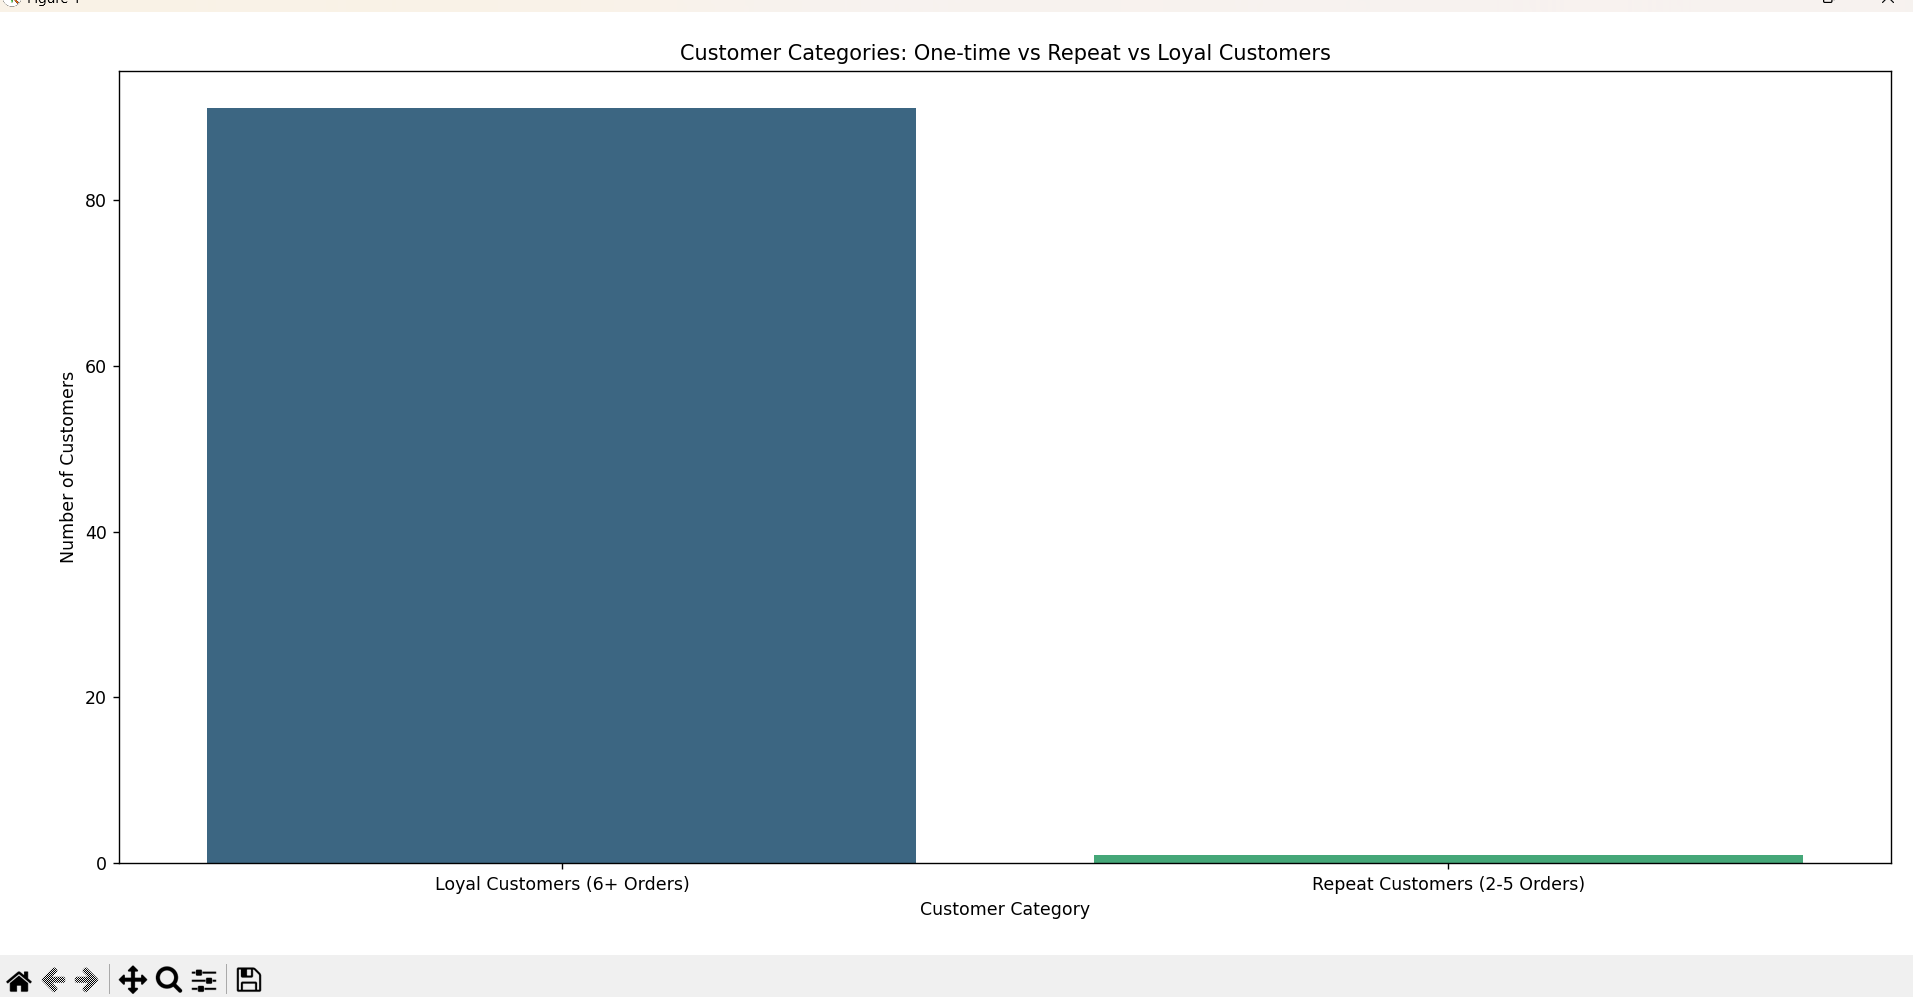 Customer Categories: One-time vs Repeat vs Loyal Customers
80
60
40
20
0
Number of Customers
Loyal Customers (6+ Orders)
Repeat Customers (2-5 Orders)
Customer Category